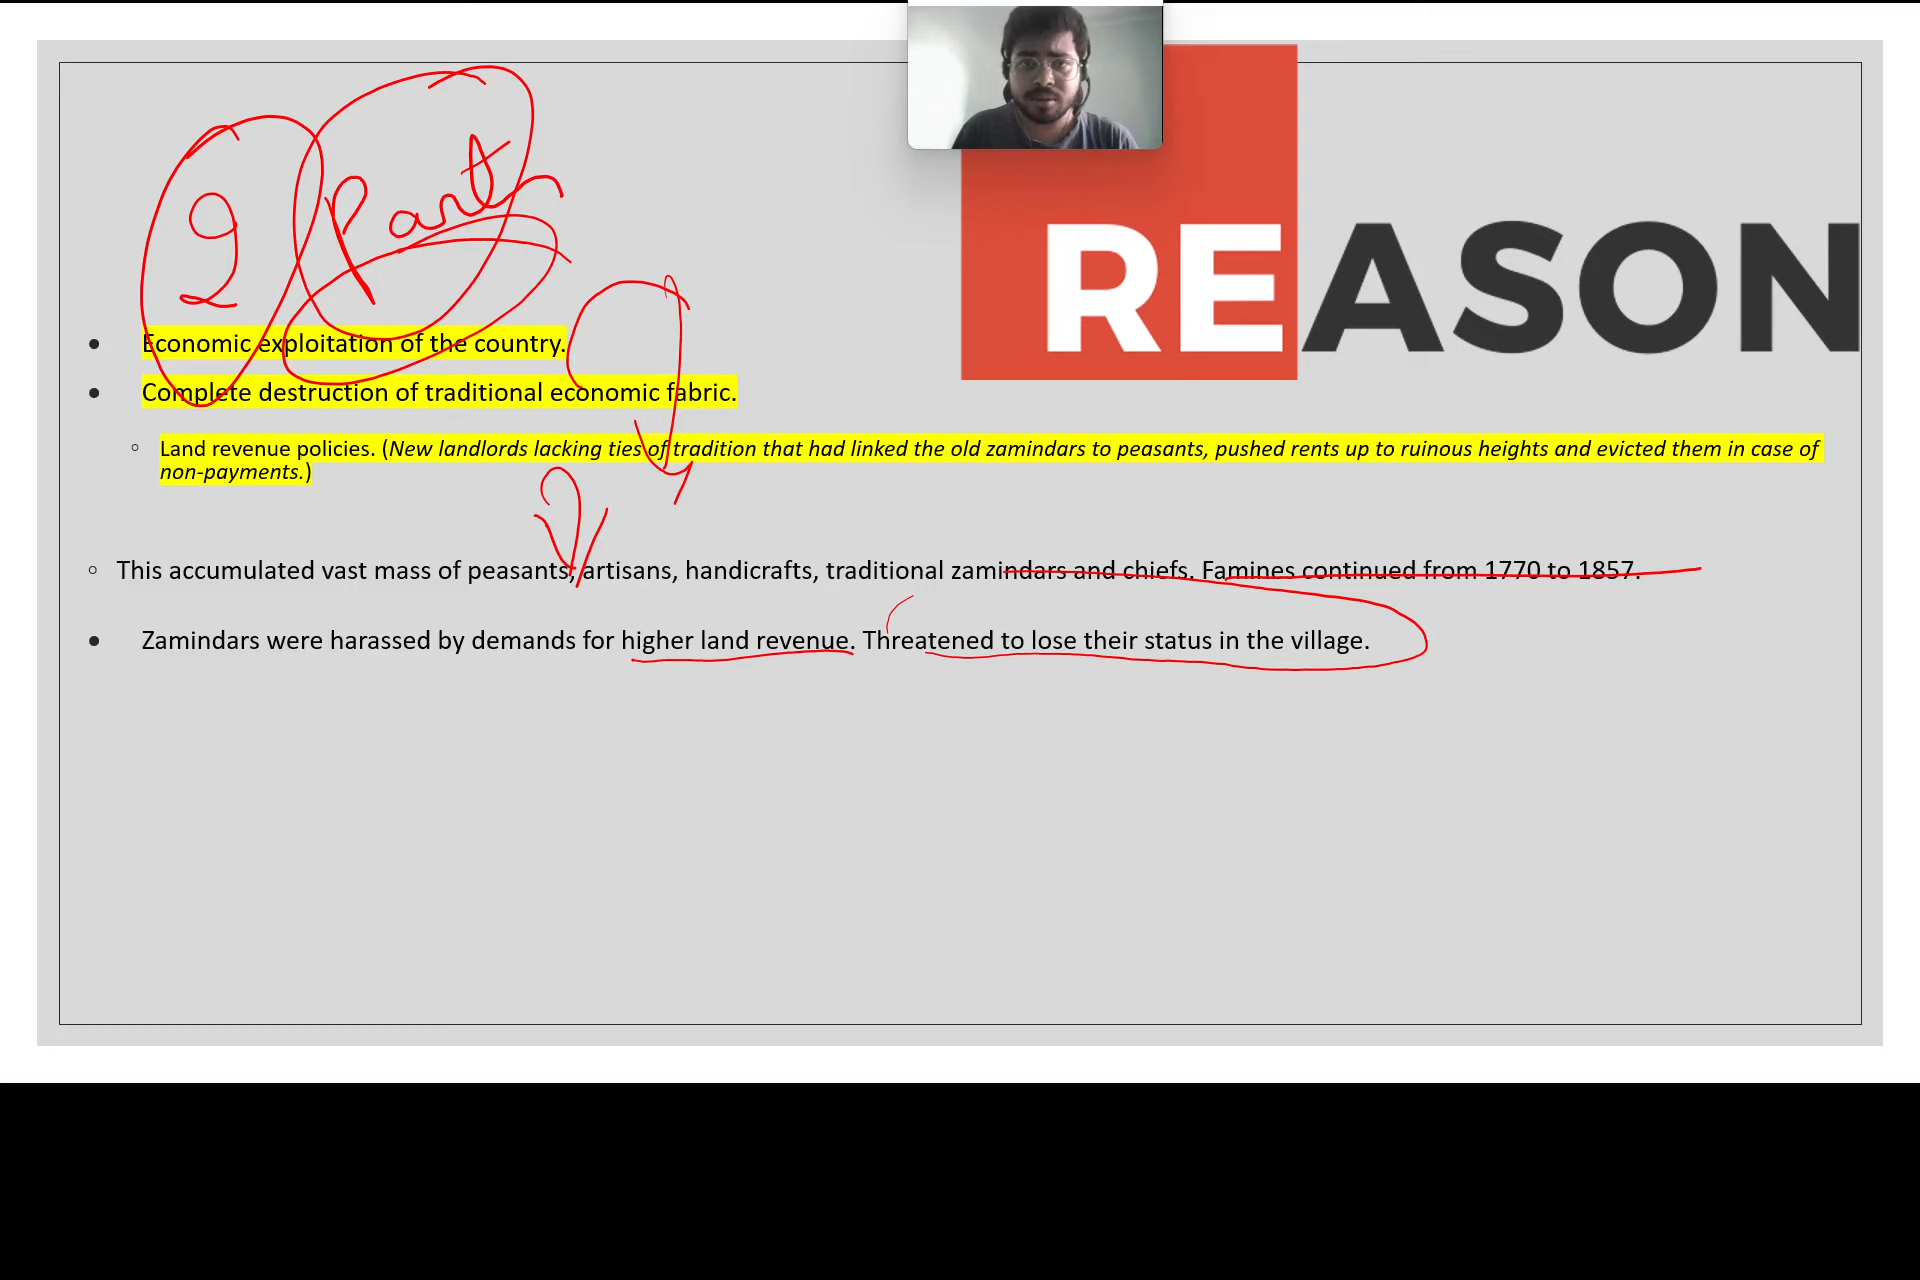 2 Part
REASON
Economic exploitation of the country.
Complete destruction of traditional economic fabric.
Land revenue policies. (New landlords lacking ties of tradition that had linked the old zamindars to peasants, pushed rents up to ruinous heights and evicted them in case of
non-payments.)
This accumulated vast mass of peasants, artisans, handicrafts, traditional zamindars and chiefs. Famines continued from 1770 to 1857.
Zamindars were harassed by demands for higher land revenue. Threatened to lose their status in the village.